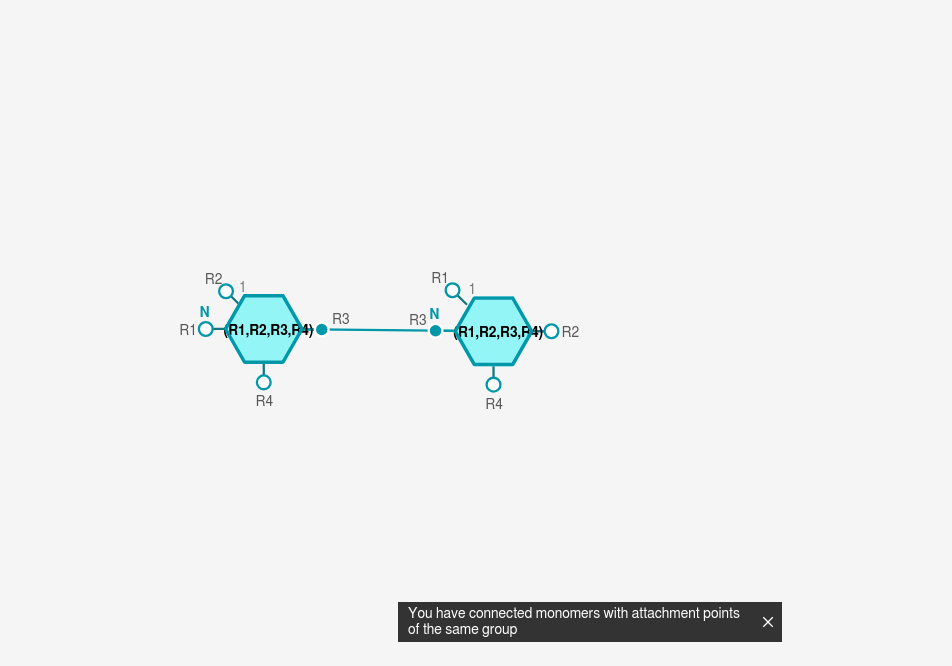 R2
1
N
R1
(R1,R2,R3,R4)
R3
R4
R1
1
N
R3
(R1,R2,R3,R4)
R2
R4
You have connected monomers with attachment points
of the same group